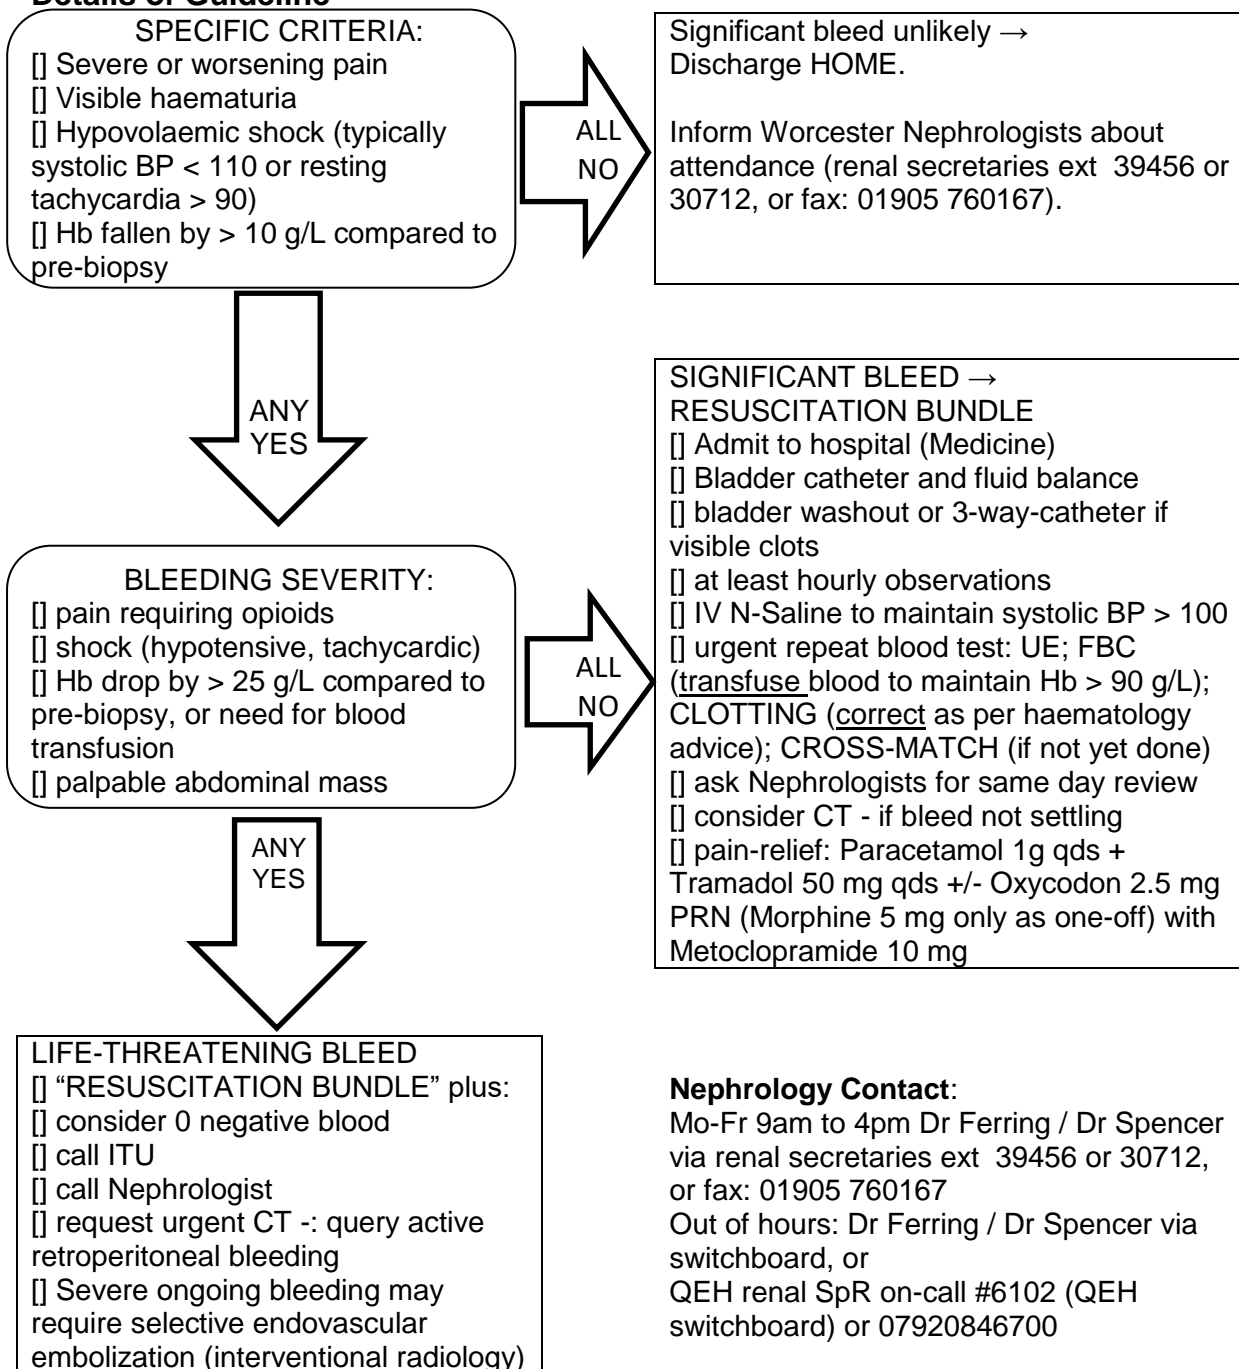 Details of Guideline
SPECIFIC CRITERIA:
[] Severe or worsening pain
[] Visible haematuria
[] Hypovolaemic shock (typically
systolic BP < 110 or resting
tachycardia > 90)
[] Hb fallen by > 10 g/L compared to
pre-biopsy
ALL
NO
Significant bleed unlikely →
Discharge HOME.
Inform Worcester Nephrologists about
attendance (renal secretaries ext  39456 or
30712, or fax: 01905 760167).
ANY
YES
BLEEDING SEVERITY:
[] pain requiring opioids
[] shock (hypotensive, tachycardic)
[] Hb drop by > 25 g/L compared to
pre-biopsy, or need for blood
transfusion
[] palpable abdominal mass
ALL
NO
SIGNIFICANT BLEED →
RESUSCITATION BUNDLE
[] Admit to hospital (Medicine)
[] Bladder catheter and fluid balance
[] bladder washout or 3-way-catheter if
visible clots
[] at least hourly observations
[] IV N-Saline to maintain systolic BP > 100
[] urgent repeat blood test: UE; FBC
(transfuse blood to maintain Hb > 90 g/L);
CLOTTING (correct as per haematology
advice); CROSS-MATCH (if not yet done)
[] ask Nephrologists for same day review
[] consider CT - if bleed not settling
[] pain-relief: Paracetamol 1g qds +
Tramadol 50 mg qds +/- Oxycodon 2.5 mg
PRN (Morphine 5 mg only as one-off) with
Metoclopramide 10 mg
ANY
YES
LIFE-THREATENING BLEED
[] “RESUSCITATION BUNDLE” plus:
[] consider 0 negative blood
[] call ITU
[] call Nephrologist
[] request urgent CT -: query active
retroperitoneal bleeding
[] Severe ongoing bleeding may
require selective endovascular
embolization (interventional radiology)
Nephrology Contact:
Mo-Fr 9am to 4pm Dr Ferring / Dr Spencer
via renal secretaries ext  39456 or 30712,
or fax: 01905 760167
Out of hours: Dr Ferring / Dr Spencer via
switchboard, or
QEH renal SpR on-call #6102 (QEH
switchboard) or 07920846700